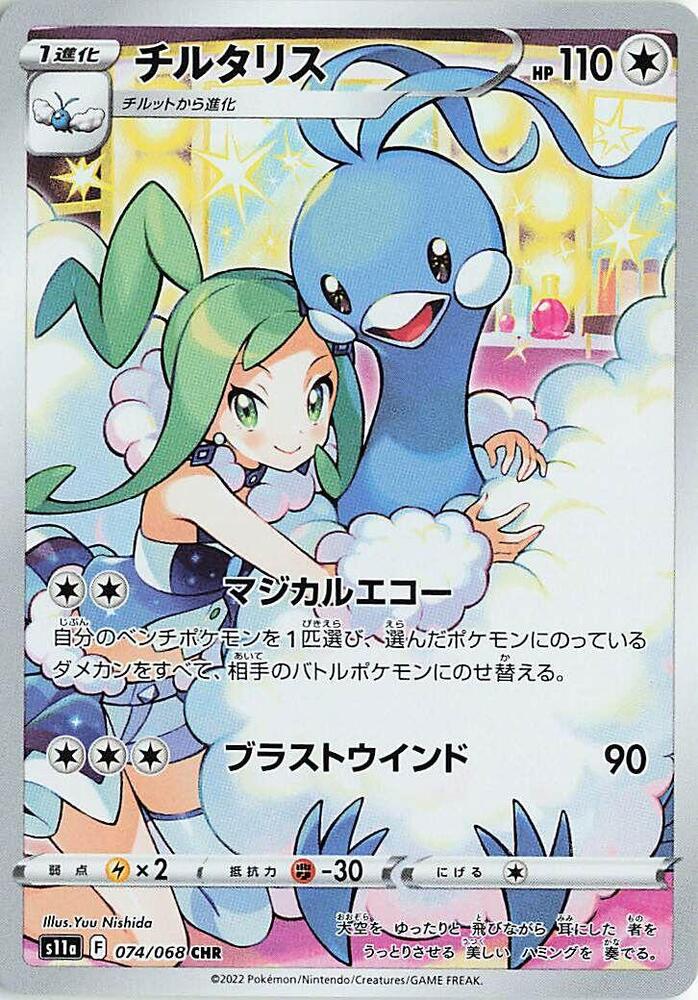 1進化 チルタリス HP 110
チルットから進化
マジカルエコー
自分のベンチポケモンを1匹選び、選んだポケモンにのっている
ダメカンをすべて、相手のバトルポケモンにのせ替える。
ブラストウインド 90
弱点 ×2 抵抗力 -30 にげる
Illus.Yuu Nishida
大空を ゆったりと 飛びながら 耳にした 者を
うっとりさせる 美しい ハミングを 奏でる。
s11a F 074/068 CHR
©2022 Pokémon/Nintendo/Creatures/GAME FREAK.